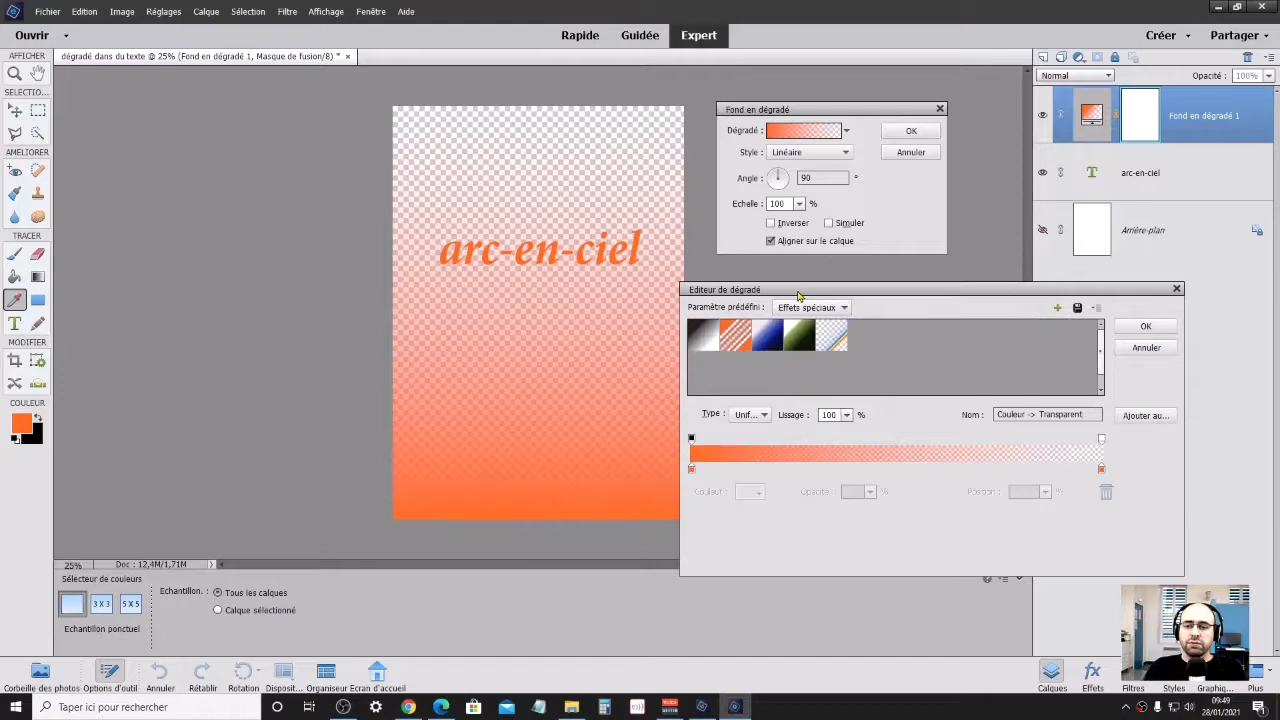 Fichier Edition Image Réglages Calque Sélection Filtre Affichage Fenêtre Aide
Ouvrir Rapide Guidée Expert Créer Partager
AFFICHER
dégradé dans du texte @ 25% (Fond en dégradé 1, Masque de fusion/8) * ×
Normal Opacité : 100%
AMELIORER
TRACER
MODIFIER
COULEUR
Fond en dégradé
Dégradé : OK
Style : Linéaire Annuler
Angle : 90 °
Echelle : 100 %
Inverser Simuler
Aligner sur le calque
Fond en dégradé 1
T arc-en-ciel
Arrière-plan
arc-en-ciel
Editeur de dégradé
Paramètre prédéfini : Effets spéciaux
OK
Annuler
Type : Unif... Lissage : 100 % Nom : Couleur -> Transparent Ajouter au...
Couleur : Opacité : % Position : %
25% Doc : 12,4M/1,71M
Sélecteur de couleurs
Echantillon. : Tous les calques
3 X 3 5 X 5 Calque sélectionné
Echantillon ponctuel
Corbeille des photos Options d'outil Annuler Rétablir Rotation Disposit... Organiseur Ecran d'accueil Calques Effets Filtres Styles Graphiq... Plus
Taper ici pour rechercher
09:49
28/01/2021